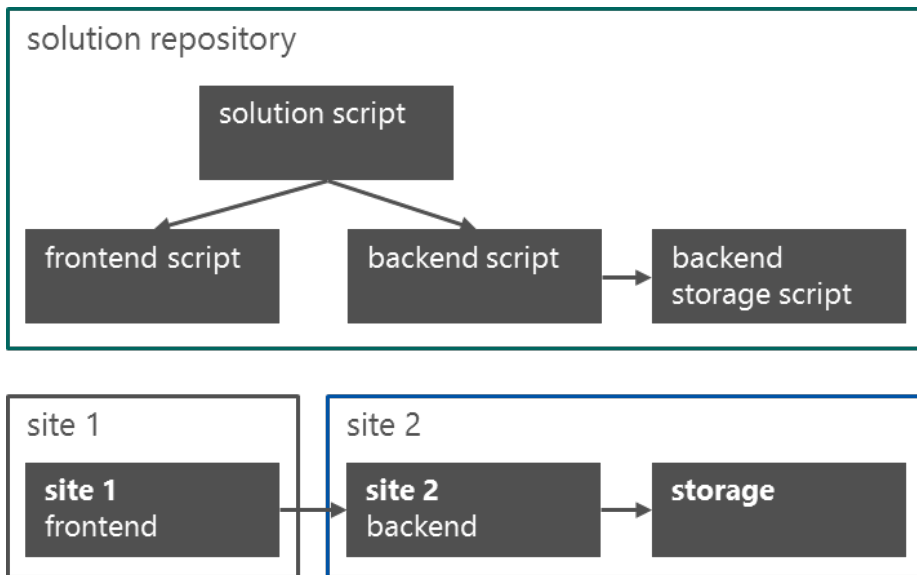 solution repository
solution script
frontend script
backend script
backend
storage script
site 1
site 2
site 1
frontend
site 2
backend
storage